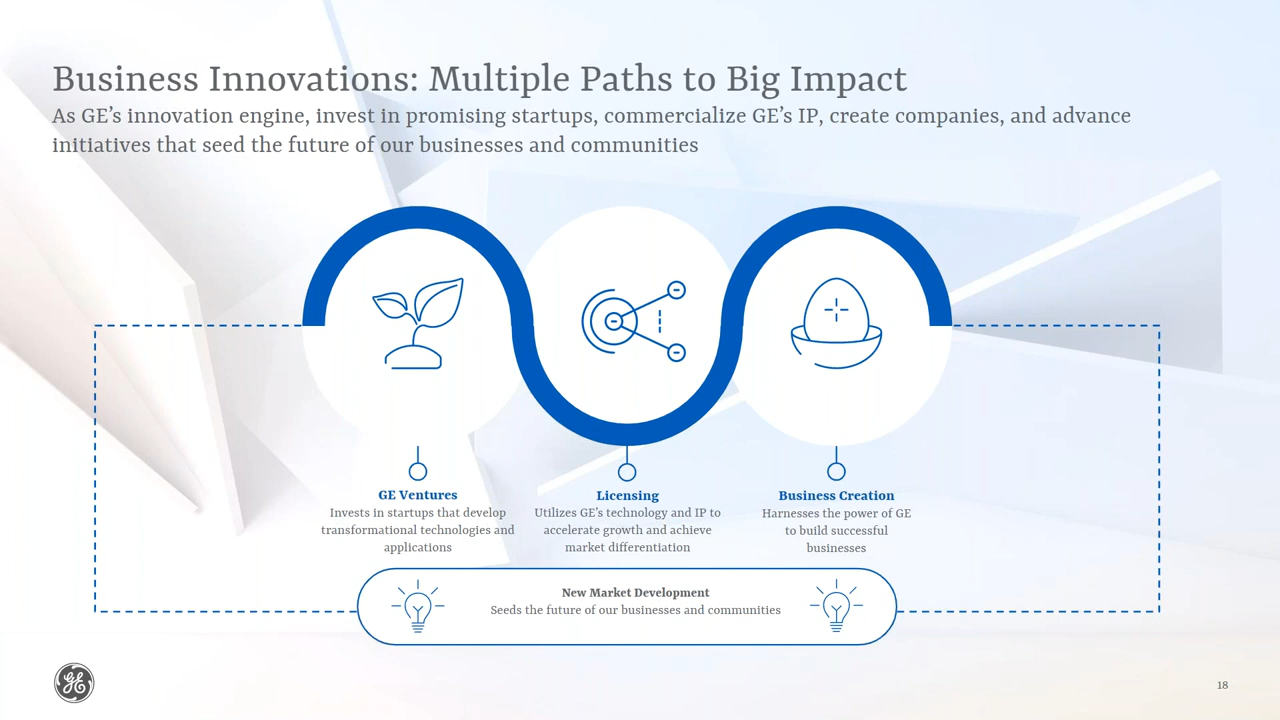 Business Innovations: Multiple Paths to Big Impact
As GE’s innovation engine, invest in promising startups, commercialize GE’s IP, create companies, and advance
initiatives that seed the future of our businesses and communities
GE Ventures
Invests in startups that develop
transformational technologies and
applications
Licensing
Utilizes GE’s technology and IP to
accelerate growth and achieve
market differentiation
Business Creation
Harnesses the power of GE
to build successful
businesses
New Market Development
Seeds the future of our businesses and communities
GE
18